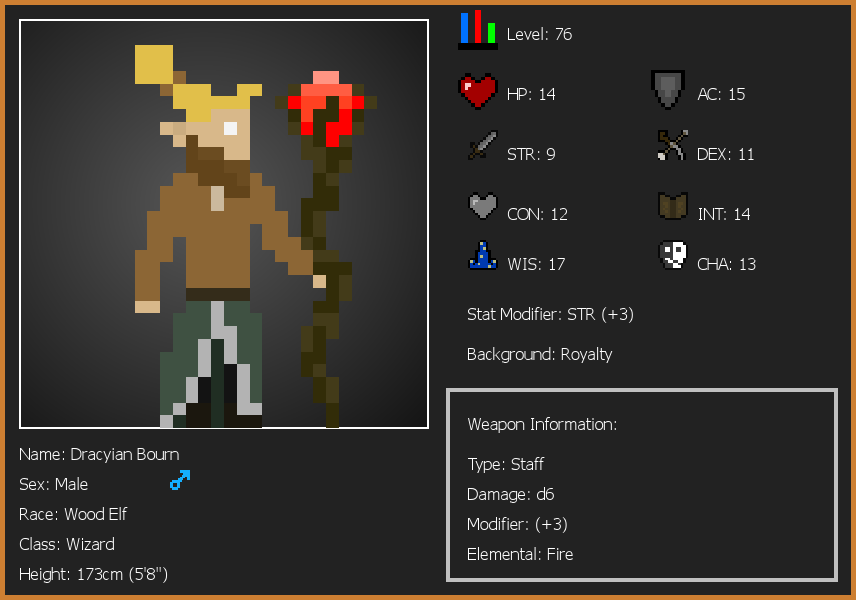 Level: 76
HP: 14
AC: 15
STR: 9
DEX: 11
CON: 12
INT: 14
WIS: 17
CHA: 13
Stat Modifier: STR (+3)
Background: Royalty
Weapon Information:
Type: Staff
Damage: d6
Modifier: (+3)
Elemental: Fire
Name: Dracyian Bourn
Sex: Male
Race: Wood Elf
Class: Wizard
Height: 173cm (5'8")